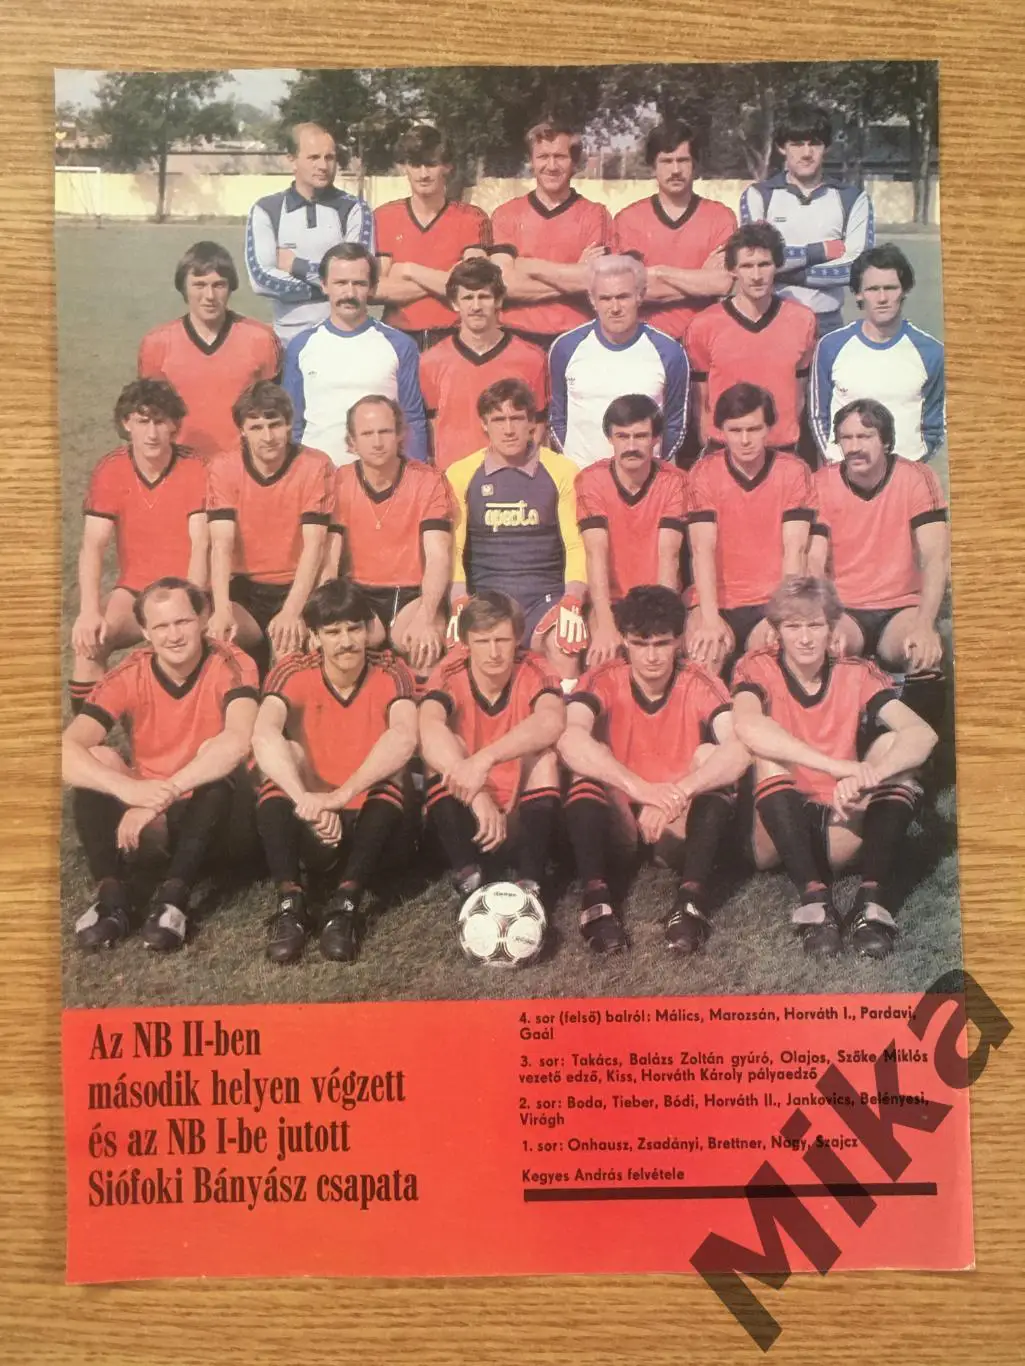 aperto
Az NB II-ben
második helyen végzett
és az NB I-be jutott
Siófoki Bányász csapata
4. sor (felső) balról: Málics, Marozsán, Horváth I., Pardavi,
Gaál
3. sor: Takács, Balázs Zoltán gyúró, Olajos, Szőke Miklós
vezető edző, Kiss, Horváth Károly pályaedző
2. sor: Boda, Tieber, Bódi, Horváth II., Jankovics, Belényesi,
Virágh
1. sor: Onhausz, Zsadányi, Brettner, Nagy, Szajcz
Kegyes András felvétele
Mika